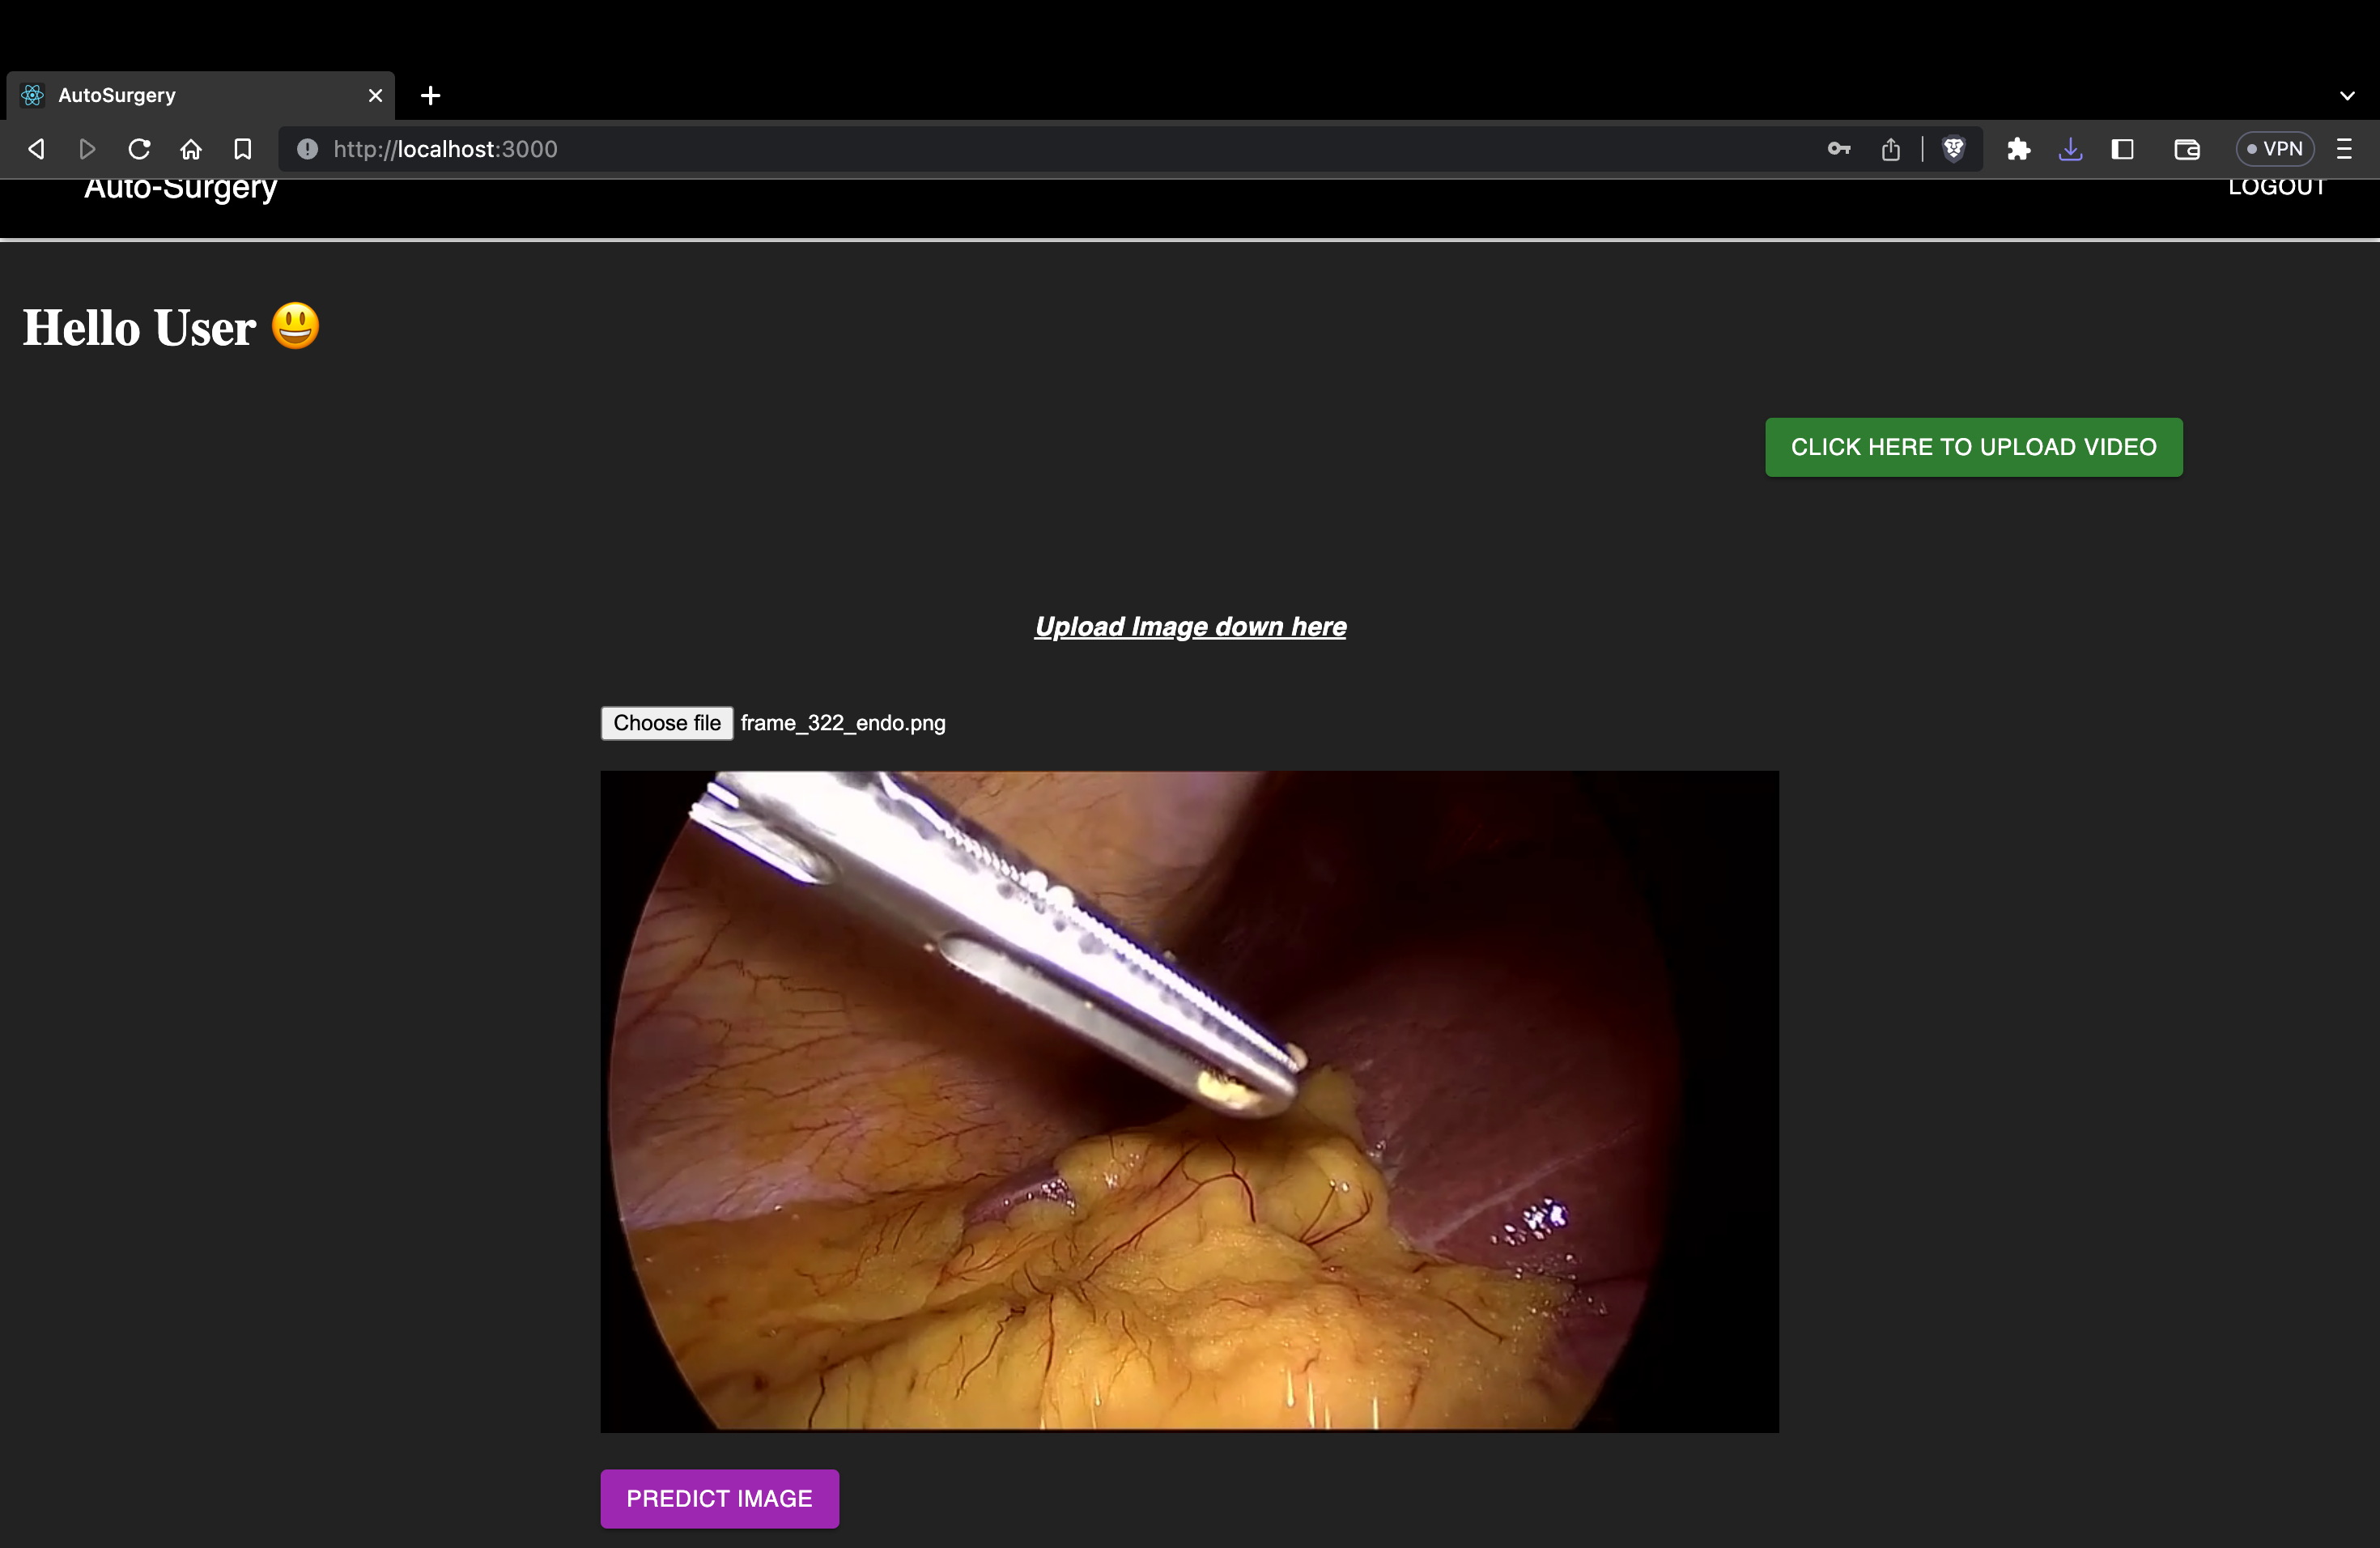 AutoSurgery
http://localhost:3000
VPN
Auto-Surgery
LOGOUT
Hello User 😃
CLICK HERE TO UPLOAD VIDEO
Upload Image down here
Choose file frame_322_endo.png
PREDICT IMAGE